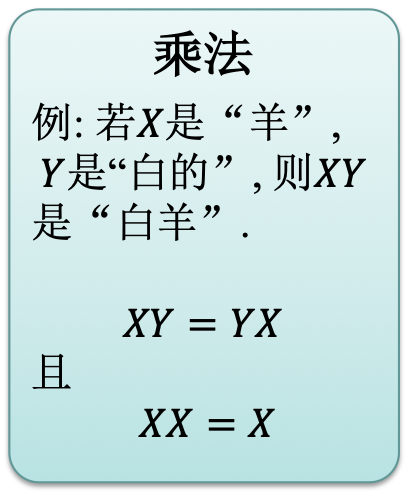 乘法
例: 若X是“羊”,
Y是“白的”, 则XY
是“白羊”.
XY = YX
且
XX = X